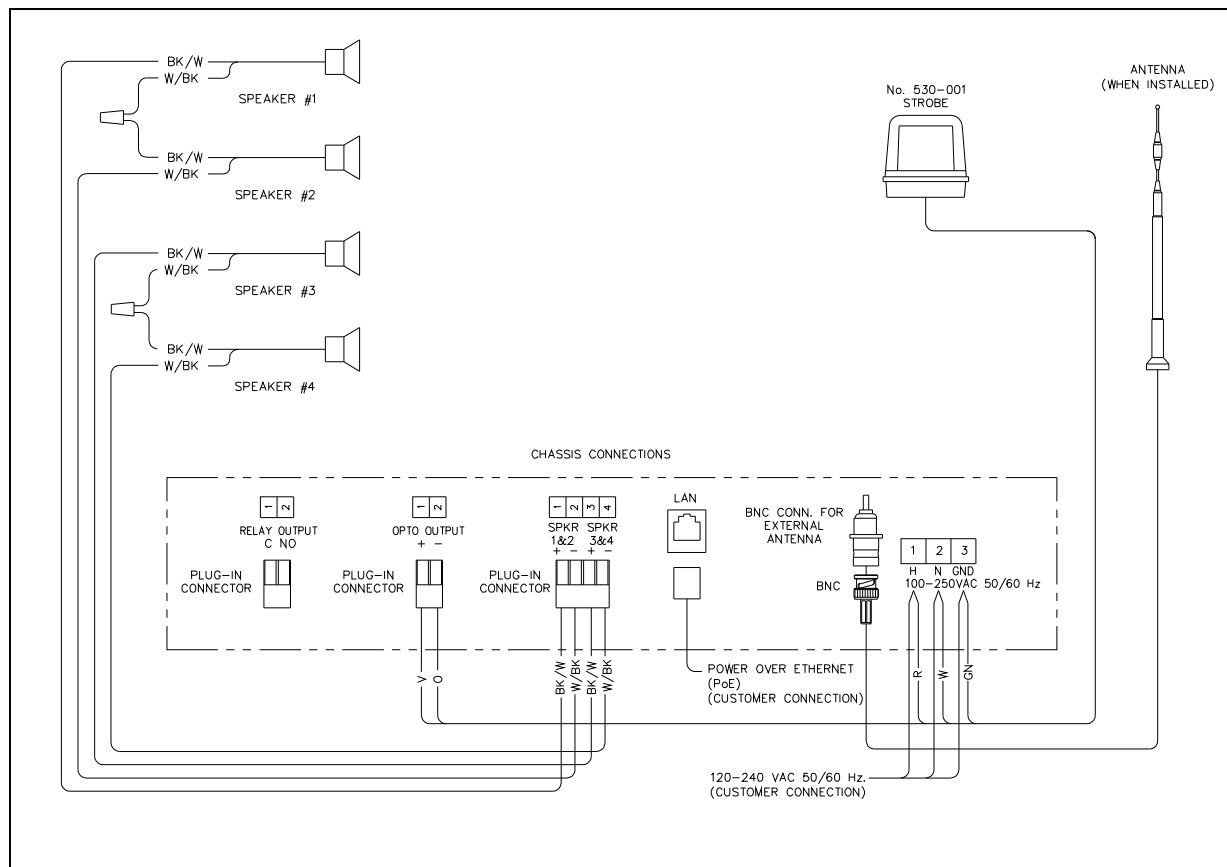 BK/W
W/BK
SPEAKER #1
BK/W
W/BK
SPEAKER #2
BK/W
W/BK
SPEAKER #3
BK/W
W/BK
SPEAKER #4
No. 530-001
STROBE
ANTENNA
(WHEN INSTALLED)
CHASSIS CONNECTIONS
1 2
RELAY OUTPUT
C NO
PLUG-IN
CONNECTOR
1 2
OPTO OUTPUT
+ -
PLUG-IN
CONNECTOR
1 2 3 4
SPKR SPKR
1&2 3&4
+ - + -
PLUG-IN
CONNECTOR
LAN
BNC CONN. FOR
EXTERNAL
ANTENNA
BNC
1 2 3
H N GND
100-250VAC 50/60 Hz
V
O
BK/W
W/BK
BK/W
W/BK
POWER OVER ETHERNET
(PoE)
(CUSTOMER CONNECTION)
R
W
GN
120-240 VAC 50/60 Hz.
(CUSTOMER CONNECTION)